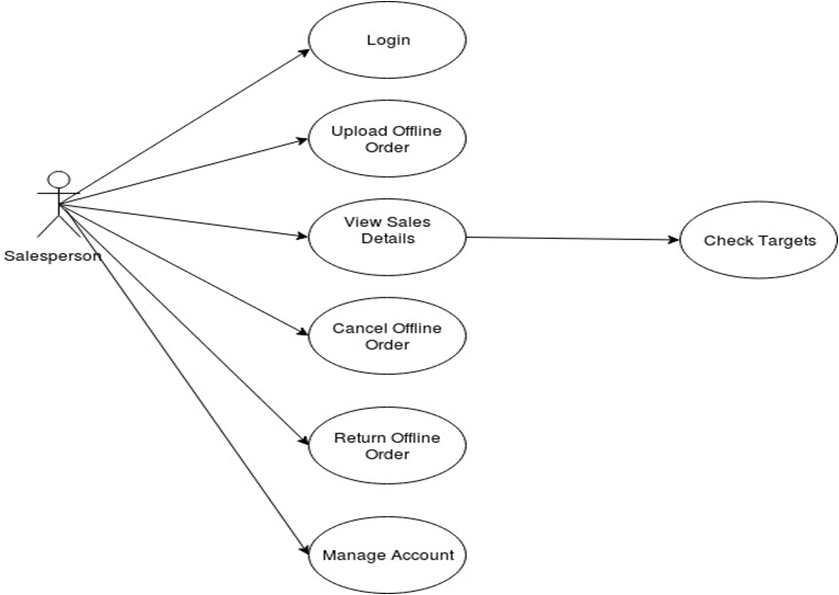 Login
Upload Offline
Order
View Sales
Details
Check Targets
Salesperson
Cancel Offline
Order
Return Offline
Order
Manage Account